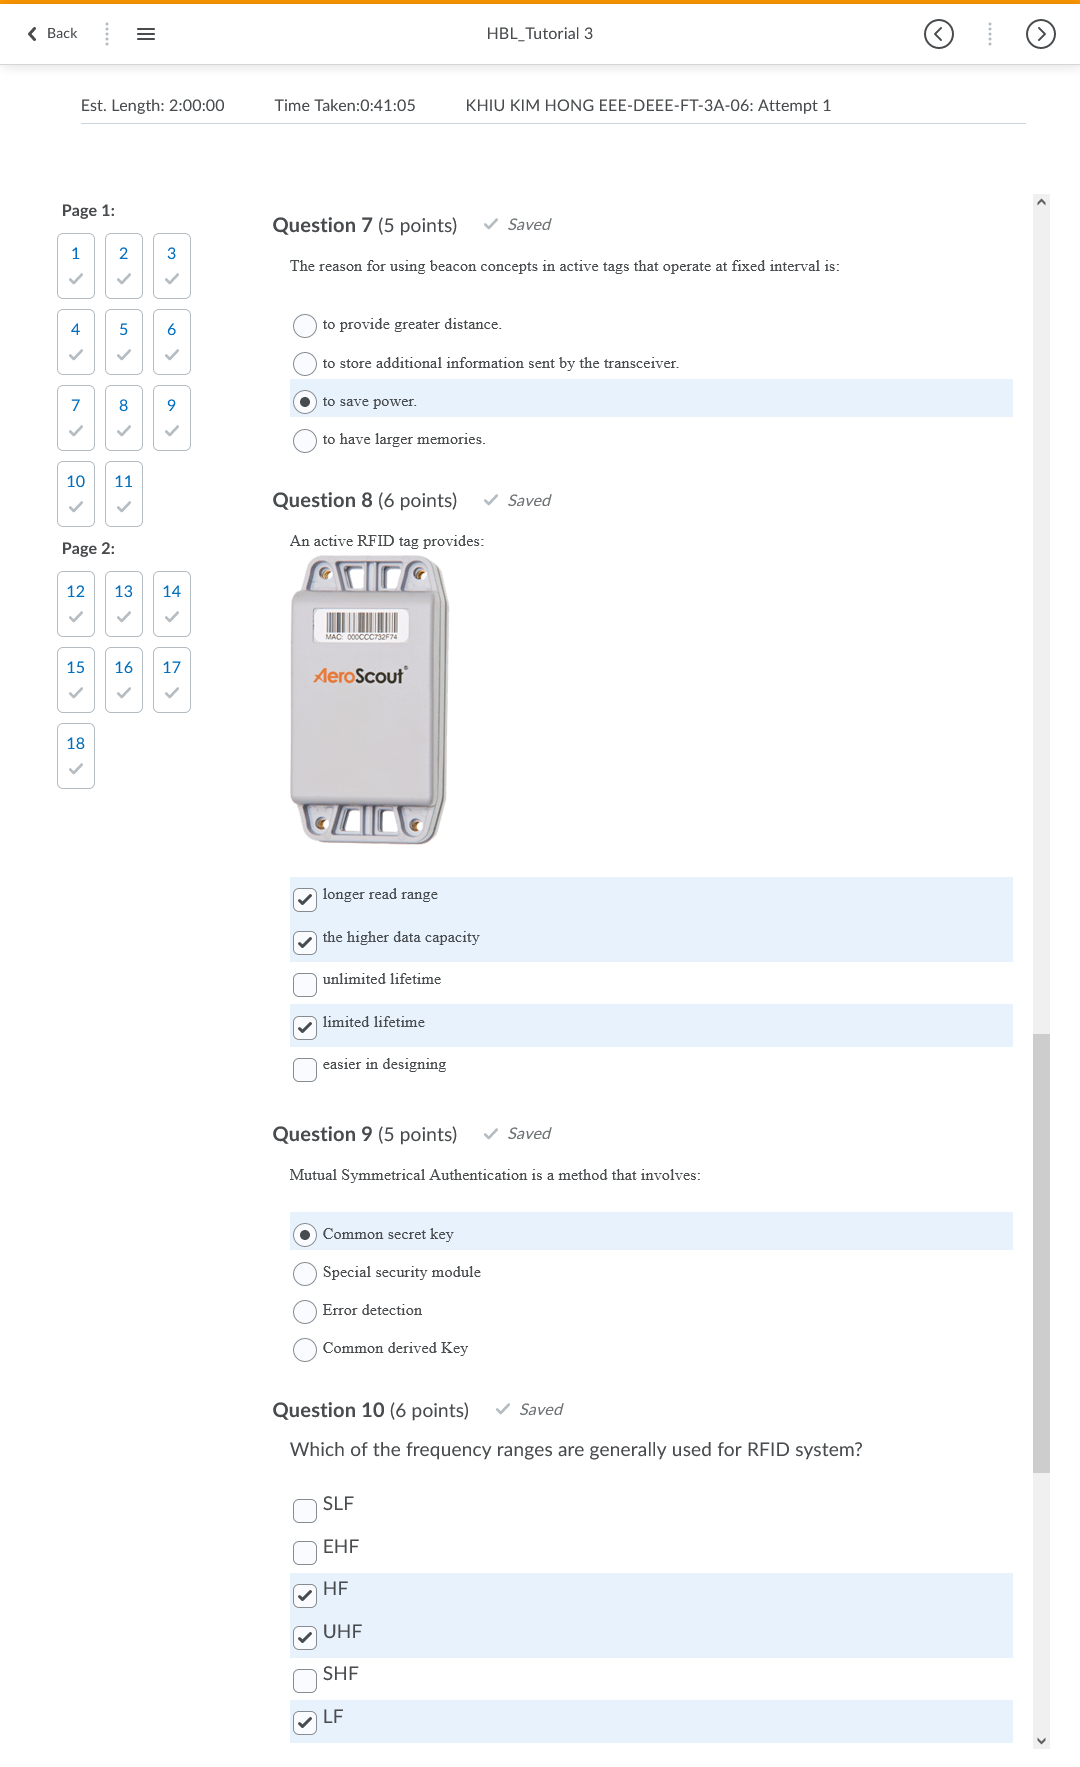 Back
HBL_Tutorial 3
Est. Length: 2:00:00 Time Taken:0:41:05 KHIU KIM HONG EEE-DEEE-FT-3A-06: Attempt 1
Page 1:
1 2 3
4 5 6
7 8 9
10 11
Page 2:
12 13 14
15 16 17
18
Question 7 (5 points) Saved
The reason for using beacon concepts in active tags that operate at fixed interval is:
to provide greater distance.
to store additional information sent by the transceiver.
to save power.
to have larger memories.
Question 8 (6 points) Saved
An active RFID tag provides:
MAC: 000CCC732F74
AeroScout
longer read range
the higher data capacity
unlimited lifetime
limited lifetime
easier in designing
Question 9 (5 points) Saved
Mutual Symmetrical Authentication is a method that involves:
Common secret key
Special security module
Error detection
Common derived Key
Question 10 (6 points) Saved
Which of the frequency ranges are generally used for RFID system?
SLF
EHF
HF
UHF
SHF
LF